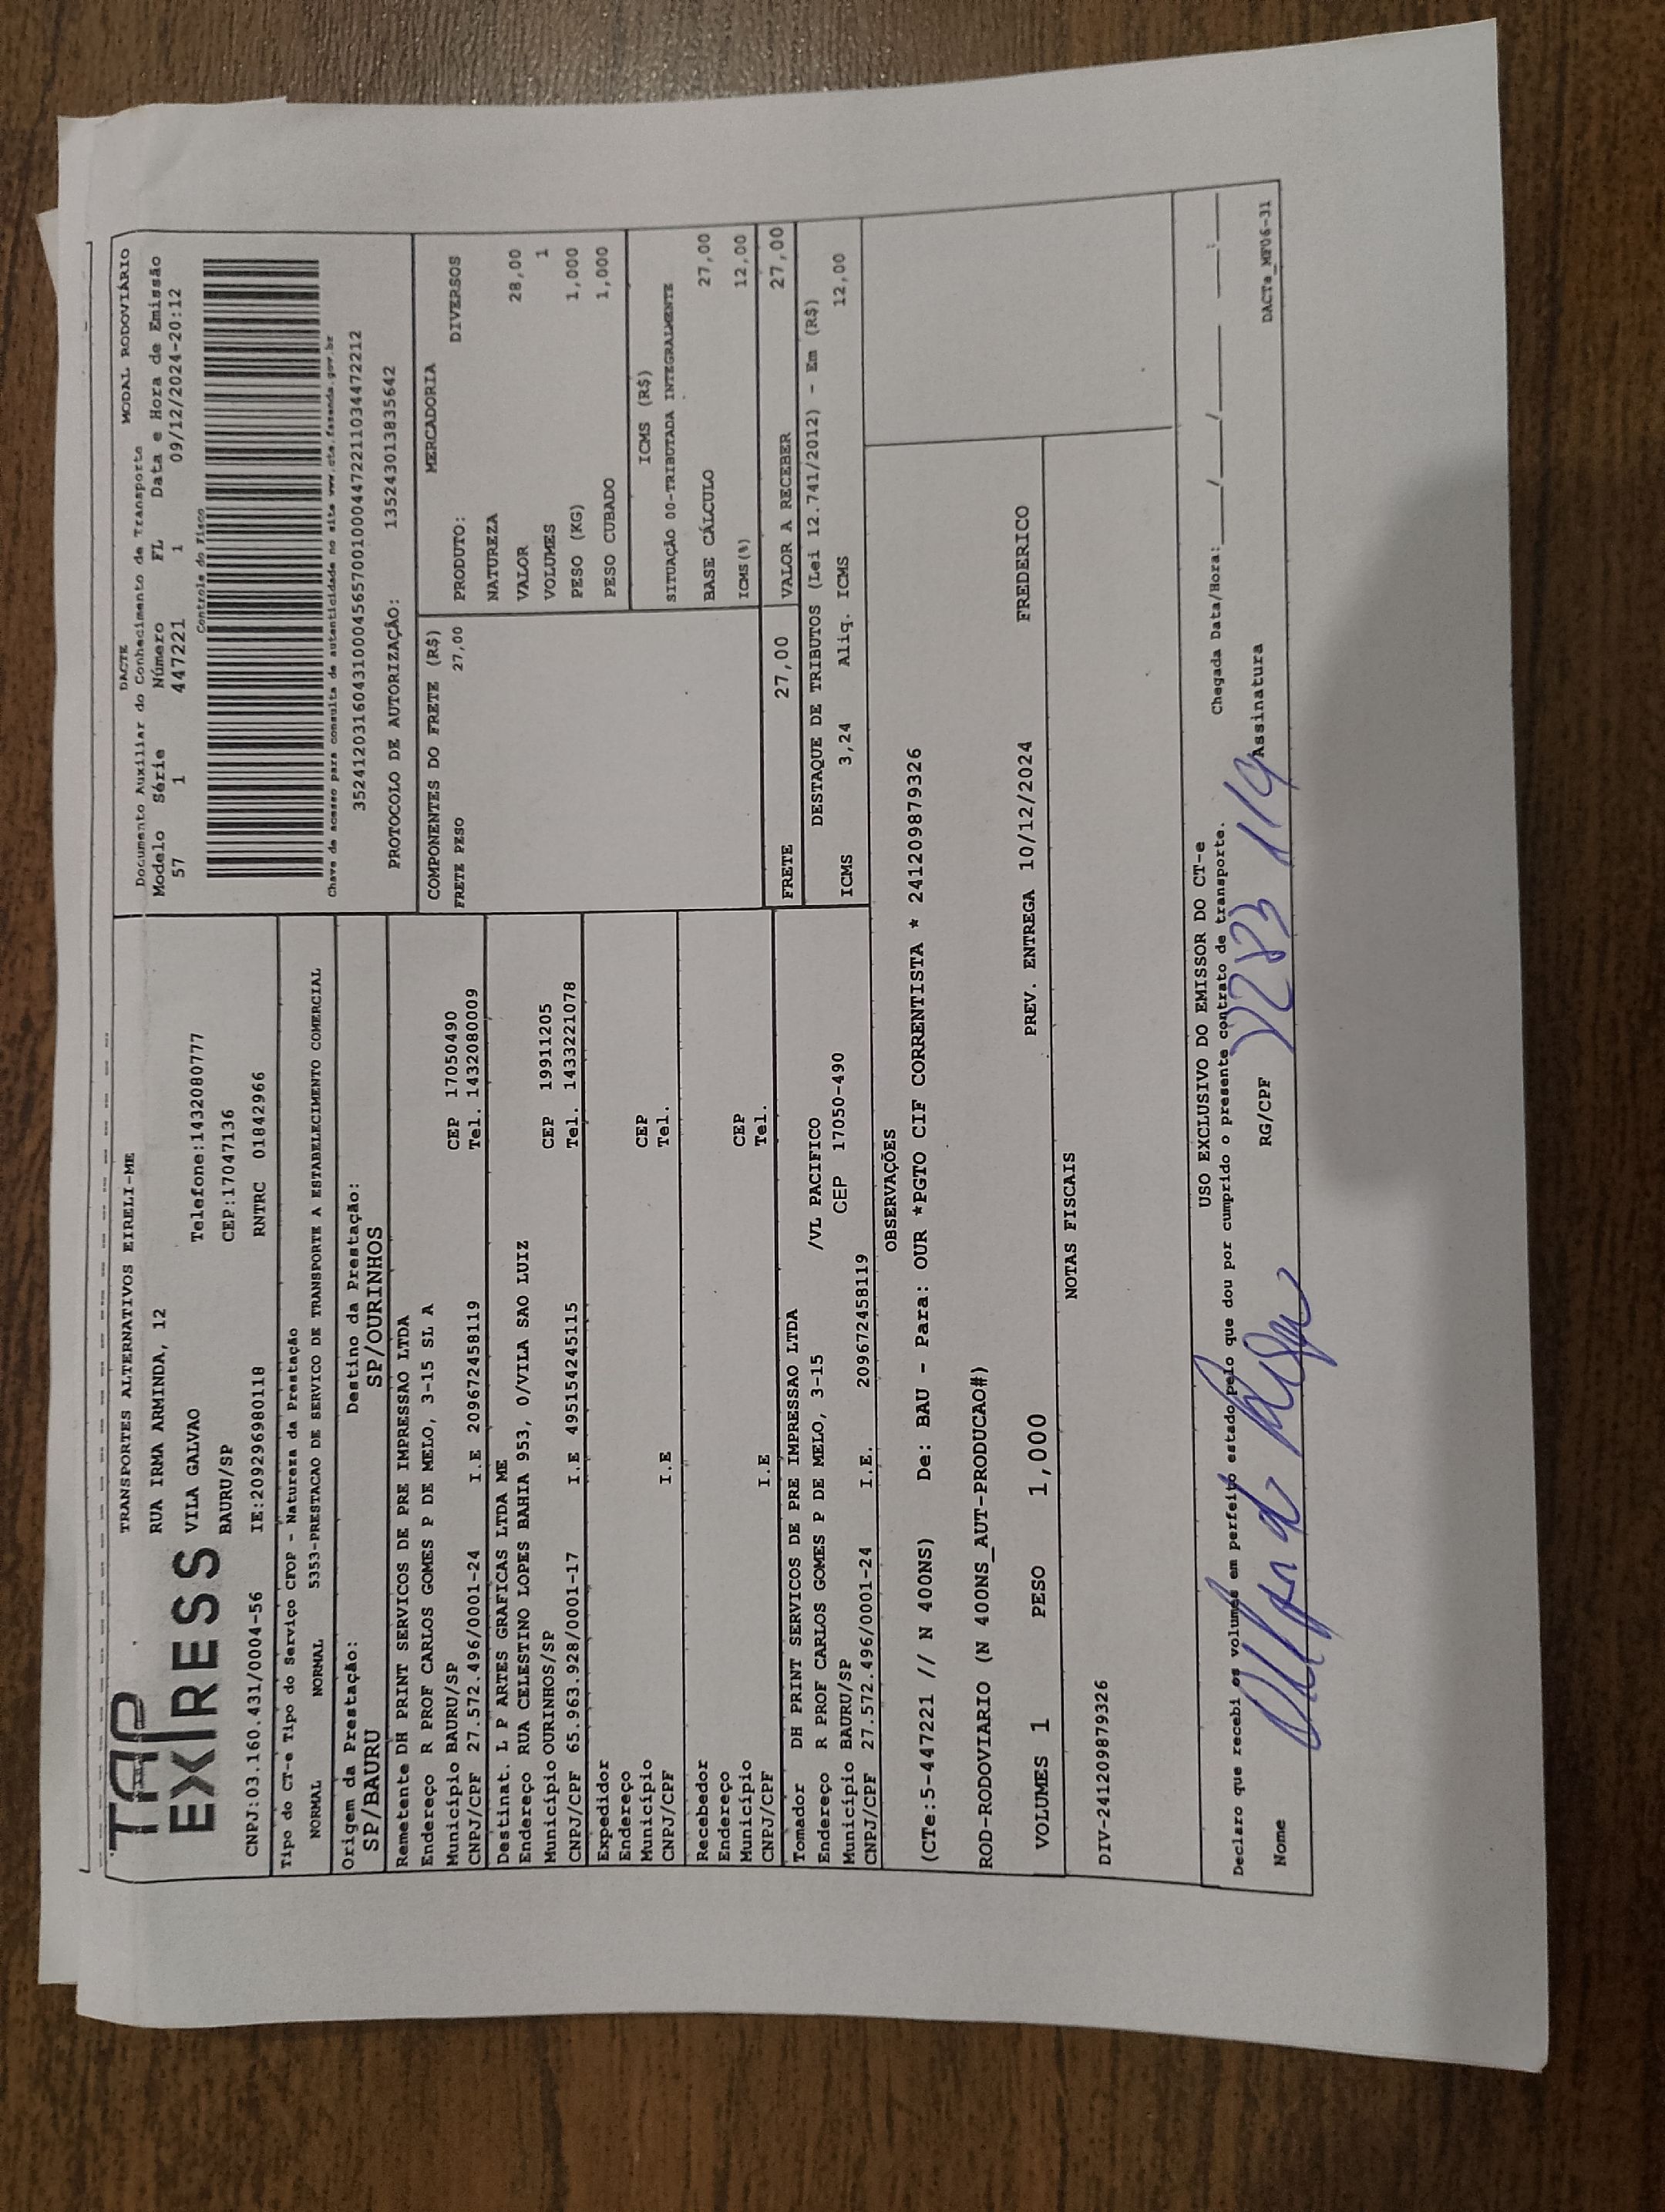 TAP
EXPRESS
TRANSPORTES ALTERNATIVOS EIRELI-ME
RUA IRMA ARMINDA, 12
VILA GALVAO Telefone:1432080777
BAURU/SP CEP:17047136
CNPJ:03.160.431/0004-56 IE:209296980118 RNTRC 01842966
DACTE MODAL RODOVIÁRIO
Documento Auxiliar do Conhecimento de Transporte
Modelo Série Número FL Data e Hora de Emissão
57 1 447221 1 09/12/2024-20:12
Controle do Fisco
Chave de acesso para consulta de autenticidade no site www.cte.fazenda.gov.br
35241203160431000456570010004472211034472212
PROTOCOLO DE AUTORIZAÇÃO: 135243013835642
Tipo do CT-e Tipo do Serviço CFOP - Natureza da Prestação
NORMAL NORMAL 5353-PRESTACAO DE SERVICO DE TRANSPORTE A ESTABELECIMENTO COMERCIAL
Origem da Prestação: Destino da Prestação:
SP/BAURU SP/OURINHOS
Remetente DH PRINT SERVICOS DE PRE IMPRESSAO LTDA
Endereço R PROF CARLOS GOMES P DE MELO, 3-15 SL A
Município BAURU/SP CEP 17050490
CNPJ/CPF 27.572.496/0001-24 I.E 209672458119 Tel. 1432080009
Destinat. L P ARTES GRAFICAS LTDA ME
Endereço RUA CELESTINO LOPES BAHIA 953, 0/VILA SAO LUIZ
Município OURINHOS/SP CEP 19911205
CNPJ/CPF 65.963.928/0001-17 I.E 495154245115 Tel. 1433221078
Expedidor
Endereço
Município CEP
CNPJ/CPF I.E Tel.
Recebedor
Endereço
Município CEP
CNPJ/CPF I.E Tel.
Tomador DH PRINT SERVICOS DE PRE IMPRESSAO LTDA
Endereço R PROF CARLOS GOMES P DE MELO, 3-15 /VL PACIFICO
Município BAURU/SP CEP 17050-490
CNPJ/CPF 27.572.496/0001-24 I.E. 209672458119
COMPONENTES DO FRETE (R$)
FRETE PESO 27,00
MERCADORIA
PRODUTO: DIVERSOS
NATUREZA
VALOR 28,00
VOLUMES 1
PESO (KG) 1,000
PESO CUBADO 1,000
ICMS (R$)
SITUAÇÃO 00-TRIBUTADA INTEGRALMENTE
BASE CÁLCULO 27,00
ICMS(%) 12,00
FRETE 27,00 VALOR A RECEBER 27,00
DESTAQUE DE TRIBUTOS (Lei 12.741/2012) - Em (R$)
ICMS 3,24 Aliq. ICMS 12,00
OBSERVAÇÕES
(CTe:5-447221 // N 400NS) De: BAU - Para: OUR *PGTO CIF CORRENTISTA * 241209879326
ROD-RODOVIARIO (N 400NS_AUT-PRODUCAO#)
VOLUMES 1 PESO 1,000 PREV. ENTREGA 10/12/2024 FREDERICO
NOTAS FISCAIS
DIV-241209879326
USO EXCLUSIVO DO EMISSOR DO CT-e
Declaro que recebi os volumes em perfeito estado pelo que dou por cumprido o presente contrato de transporte. Chegada Data/Hora:___/___/___ ___:___
Nome RG/CPF Assinatura
DACTe_MF06-31